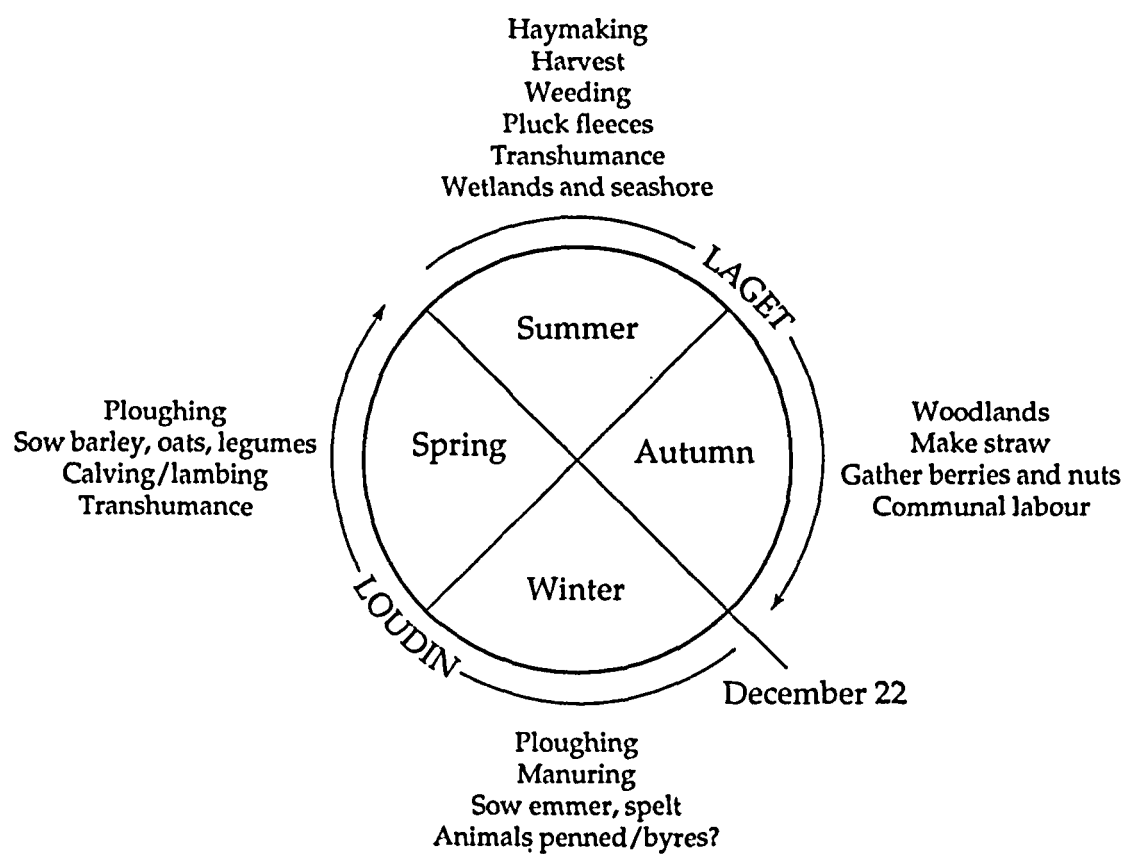 Haymaking
Harvest
Weeding
Pluck fleeces
Transhumance
Wetlands and seashore
LAGET
Summer
Ploughing
Sow barley, oats, legumes
Calving/lambing
Transhumance
Spring
Autumn
Woodlands
Make straw
Gather berries and nuts
Communal labour
Winter
LOUDIN
December 22
Ploughing
Manuring
Sow emmer, spelt
Animals penned/byres?